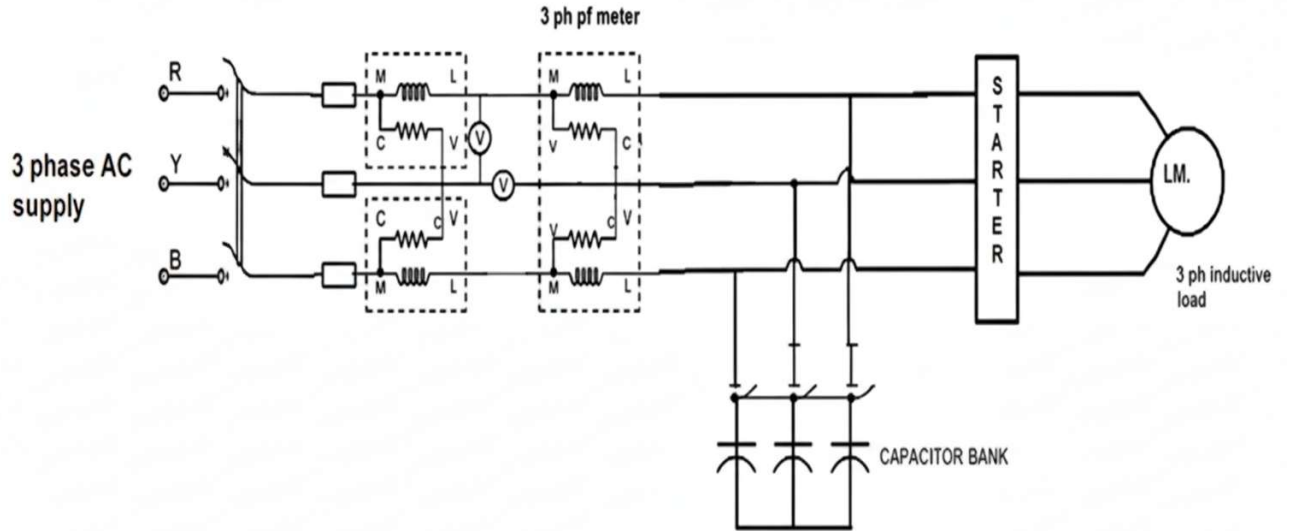 3 ph pf meter
R
M L
M L
C V
V
V C
3 phase AC
supply
Y
V
C C V
V C V
B
M L
M L
S
T
A
R
T
E
R
LM.
3 ph inductive
load
CAPACITOR BANK